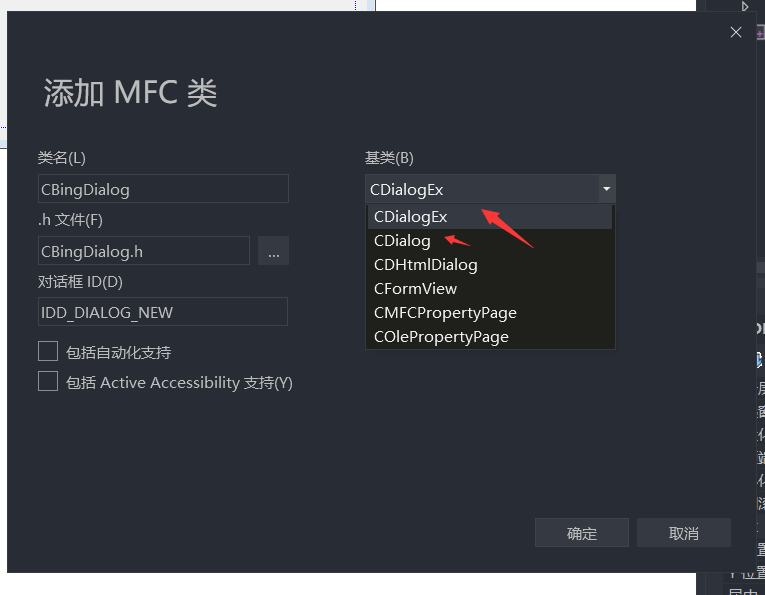 添加 MFC 类
类名(L)
CBingDialog
.h 文件(F)
CBingDialog.h
...
对话框 ID(D)
IDD_DIALOG_NEW
包括自动化支持
包括 Active Accessibility 支持(Y)
基类(B)
CDialogEx
CDialogEx
CDialog
CDHtmlDialog
CFormView
CMFCPropertyPage
COlePropertyPage
确定
取消